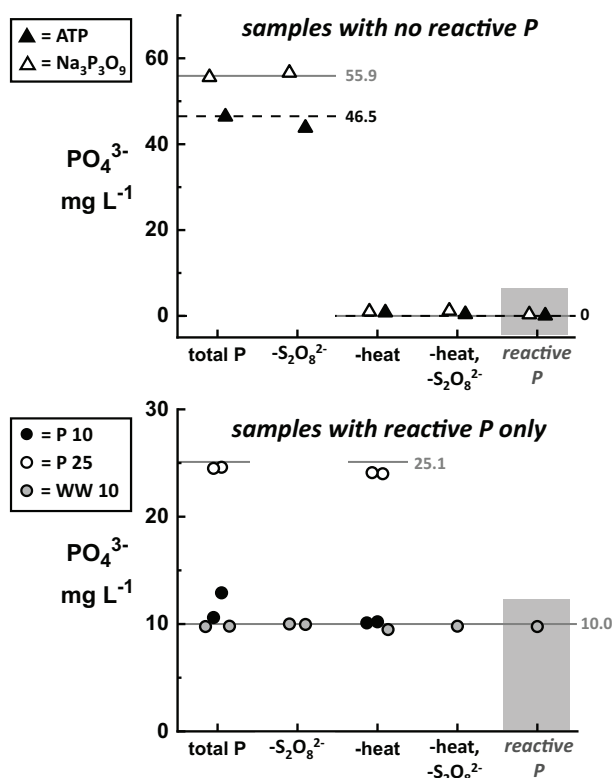 samples with no reactive P
▲ = ATP
△ = Na₃P₃O₉
PO₄³⁻
mg L⁻¹
60
40
20
0
55.9
46.5
0
total P
-S₂O₈²⁻
-heat
-heat,
-S₂O₈²⁻
reactive
P
samples with reactive P only
● = P 10
○ = P 25
● = WW 10
PO₄³⁻
mg L⁻¹
30
20
10
0
25.1
10.0
total P
-S₂O₈²⁻
-heat
-heat,
-S₂O₈²⁻
reactive
P